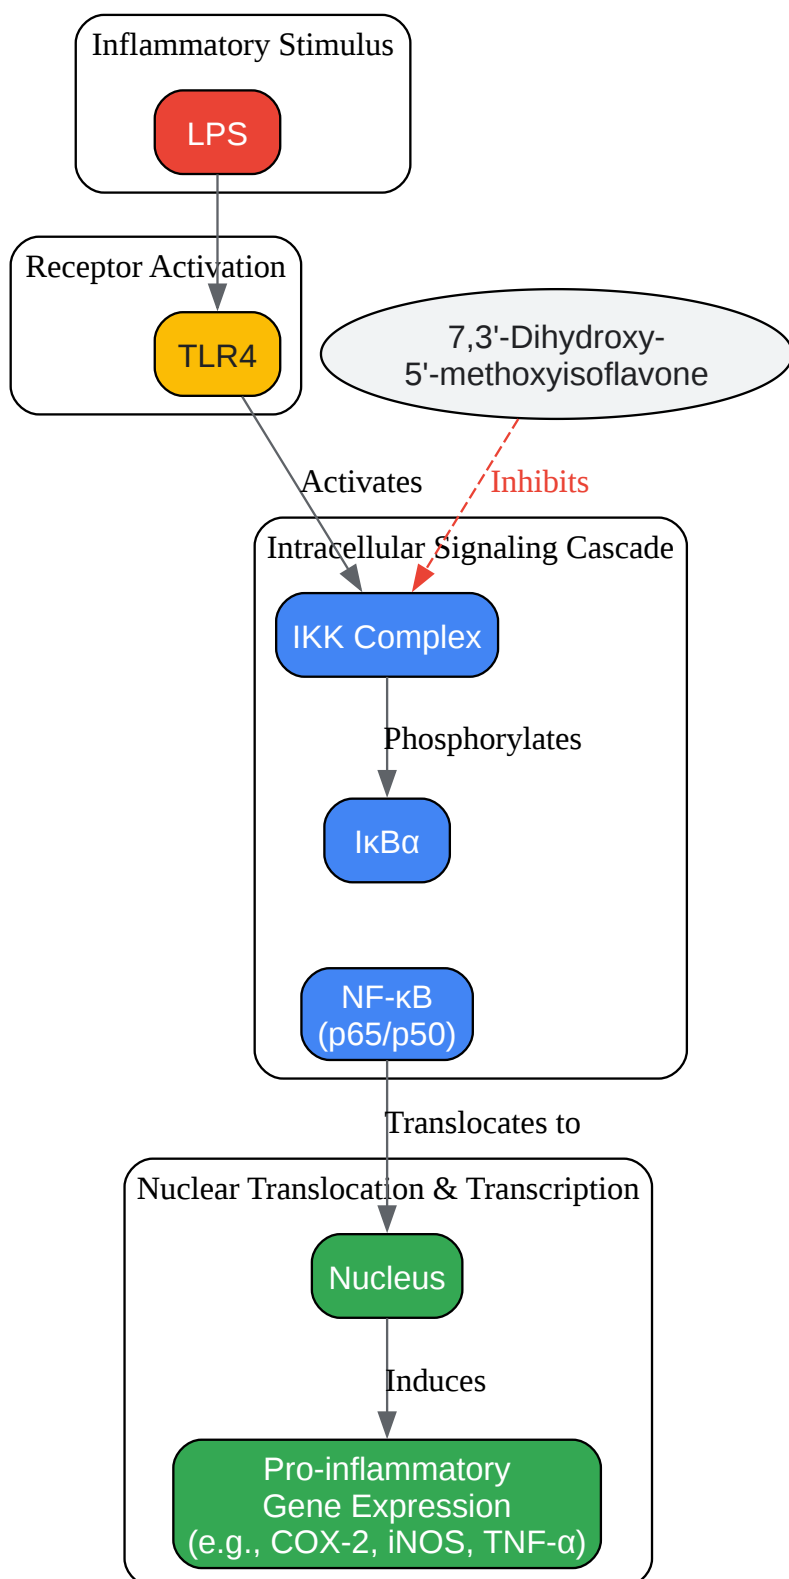 Inflammatory Stimulus
LPS
Receptor Activation
TLR4
7,3'-Dihydroxy-
5'-methoxyisoflavone
Activates
Inhibits
Intracellular Signaling Cascade
IKK Complex
Phosphorylates
IκBα
NF-κB
(p65/p50)
Translocates to
Nuclear Translocation & Transcription
Nucleus
Induces
Pro-inflammatory
Gene Expression
(e.g., COX-2, iNOS, TNF-α)